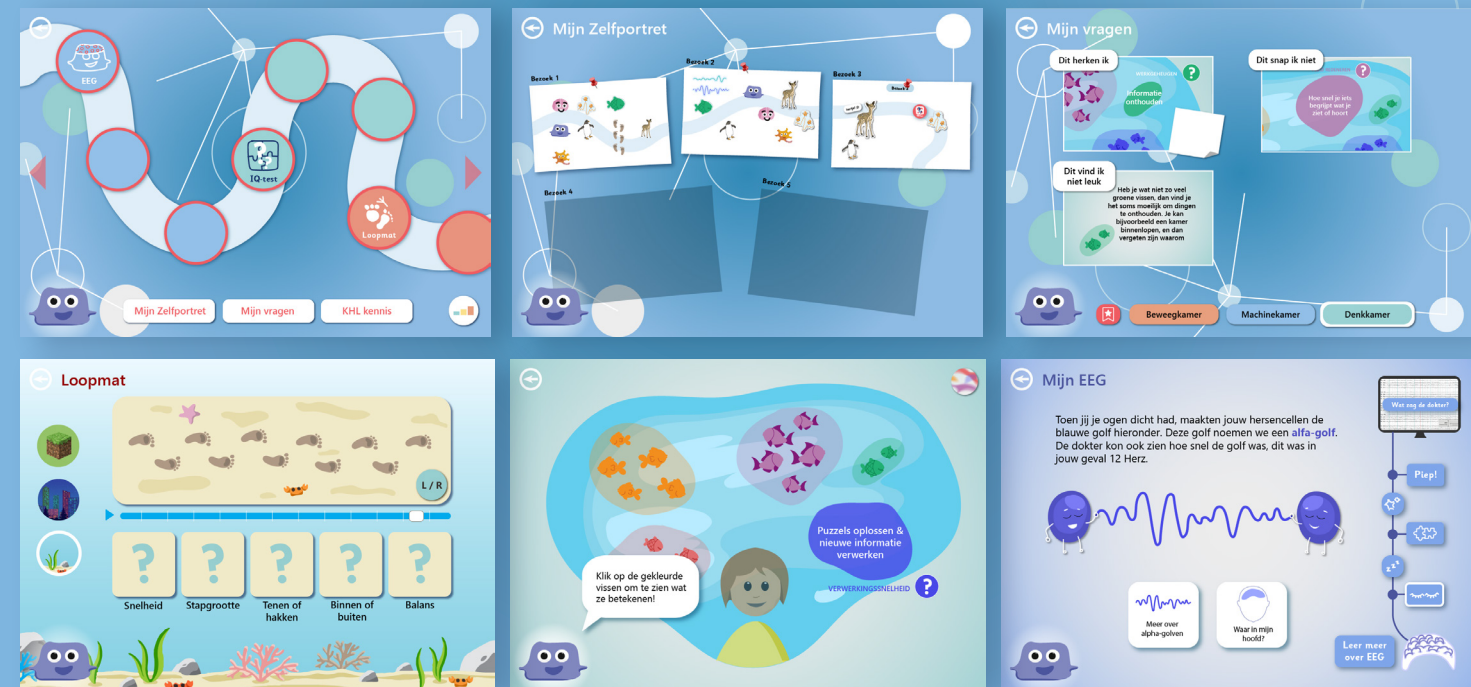 EEG
IQ-test
Loopmat
Mijn Zelfportret
Mijn vragen
KHL kennis
Mijn Zelfportret
Bezoek 1
Bezoek 2
Bezoek 3
Bezoek 4
Bezoek 5
Mijn vragen
Dit herken ik
?
Informatie
onthouden
Dit snap ik niet
?
Hoe snel je iets
begrijpt wat je
ziet of hoort
Dit vind ik
niet leuk
Heb je wat niet zo veel
groene vissen, dan vind je
het soms moeilijk om dingen
te onthouden. Je kan
bijvoorbeeld een kamer
binnenlopen, en dan
vergeten zijn waarom
Beweegkamer
Machinekamer
Denkkamer
Loopmat
L / R
? ? ? ? ?
Snelheid
Stapgrootte
Tenen of
hakken
Binnen of
buiten
Balans
Puzzels oplossen &
nieuwe informatie
verwerken
VERWERKINGSSNELHEID ?
Klik op de gekleurde
vissen om te zien wat
ze betekenen!
Mijn EEG
Toen jij je ogen dicht had, maakten jouw hersencellen de
blauwe golf hieronder. Deze golf noemen we een alfa-golf.
De dokter kon ook zien hoe snel de golf was, dit was in
jouw geval 12 Herz.
Wat zag de dokter?
Piep!
zzz
Meer over
alpha-golven
Waar in mijn
hoofd?
Leer meer
over EEG